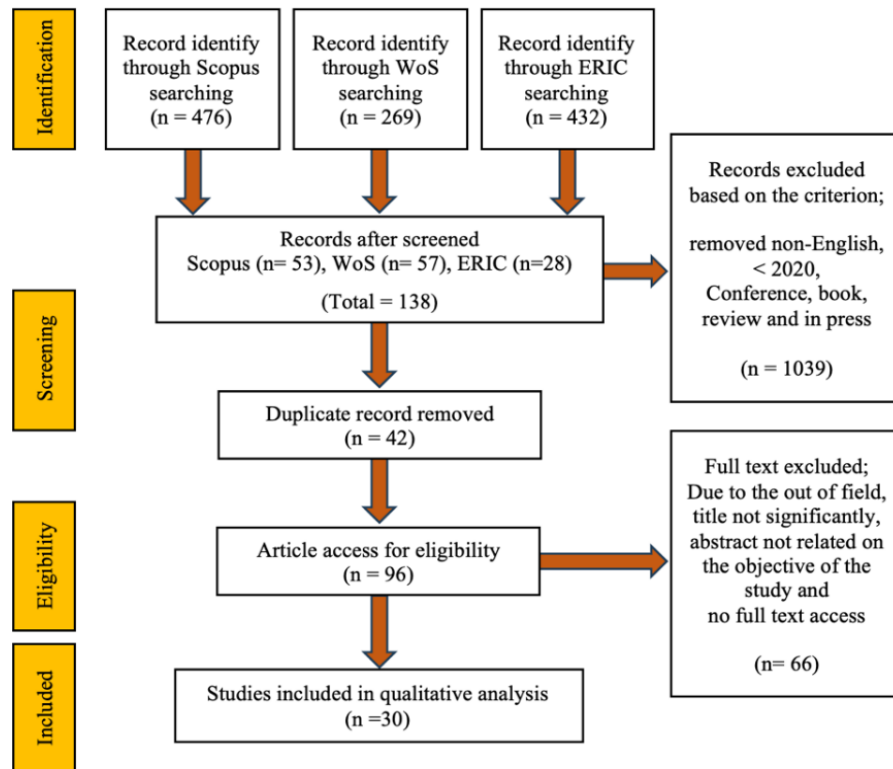 Identification
Record identify
through Scopus
searching
(n = 476)
Record identify
through WoS
searching
(n = 269)
Record identify
through ERIC
searching
(n = 432)
Records excluded
based on the criterion;
removed non-English,
< 2020,
Conference, book,
review and in press
(n = 1039)
Screening
Records after screened
Scopus (n= 53), WoS (n= 57), ERIC (n=28)
(Total = 138)
Duplicate record removed
(n = 42)
Eligibility
Article access for eligibility
(n = 96)
Full text excluded;
Due to the out of field,
title not significantly,
abstract not related on
the objective of the
study and
no full text access
(n= 66)
Included
Studies included in qualitative analysis
(n =30)